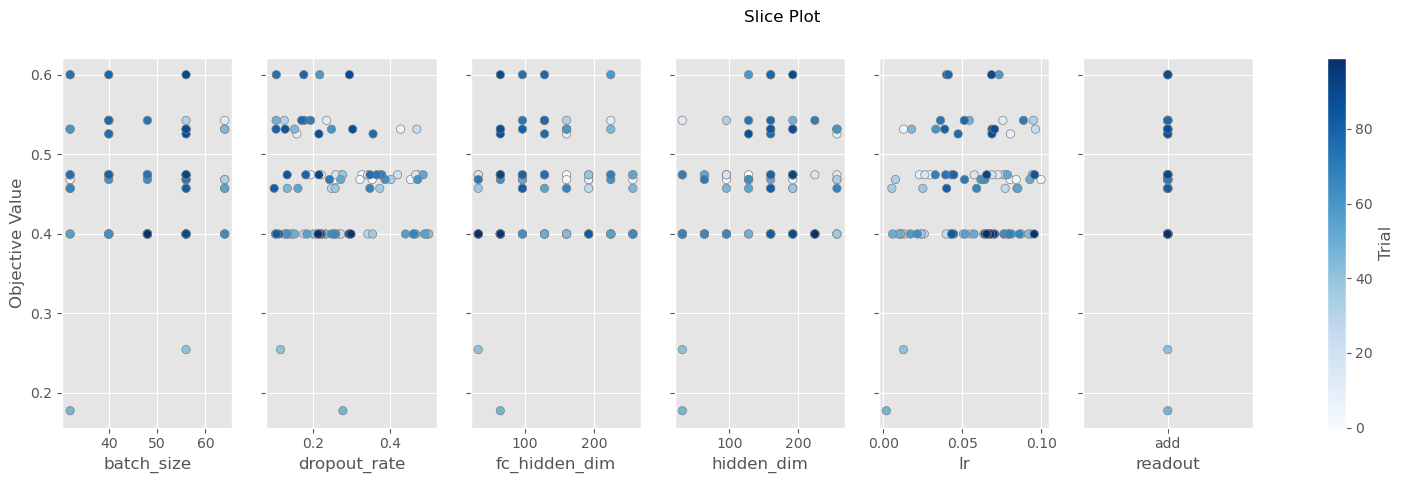 Slice Plot
Objective Value
0.6
0.5
0.4
0.3
0.2
40 50 60
batch_size
0.2 0.4
dropout_rate
100 200
fc_hidden_dim
100 200
hidden_dim
0.00 0.05 0.10
lr
add
readout
80
60
40
20
0
Trial